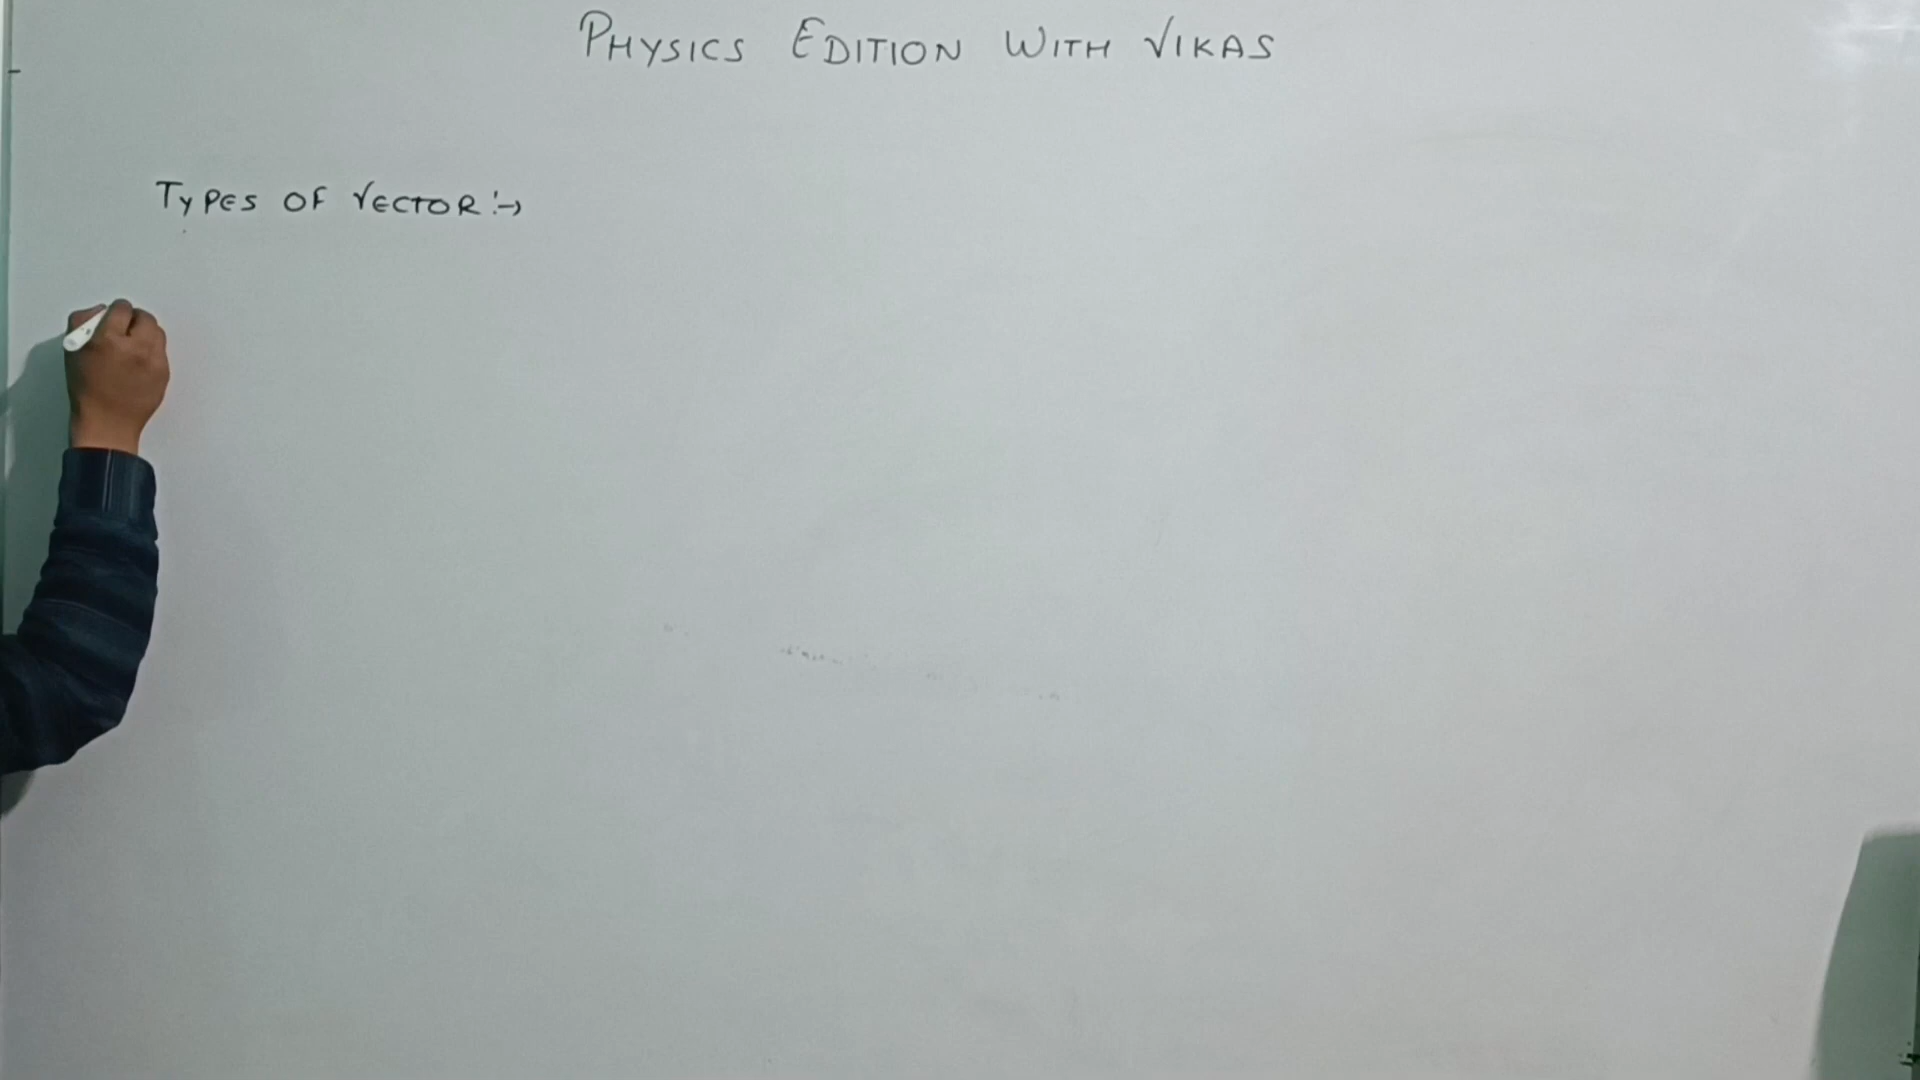 PHYSICS EDITION WITH VIKAS
TYPES OF VECTOR :→